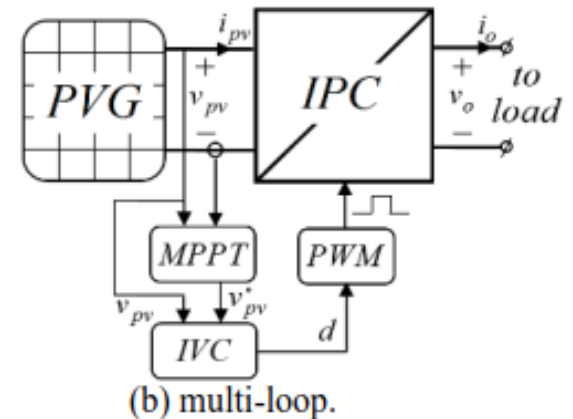 i_pv i_o
PVG + v_pv − IPC + v_o − to load
MPPT PWM
v_pv v*_pv d
IVC
(b) multi-loop.